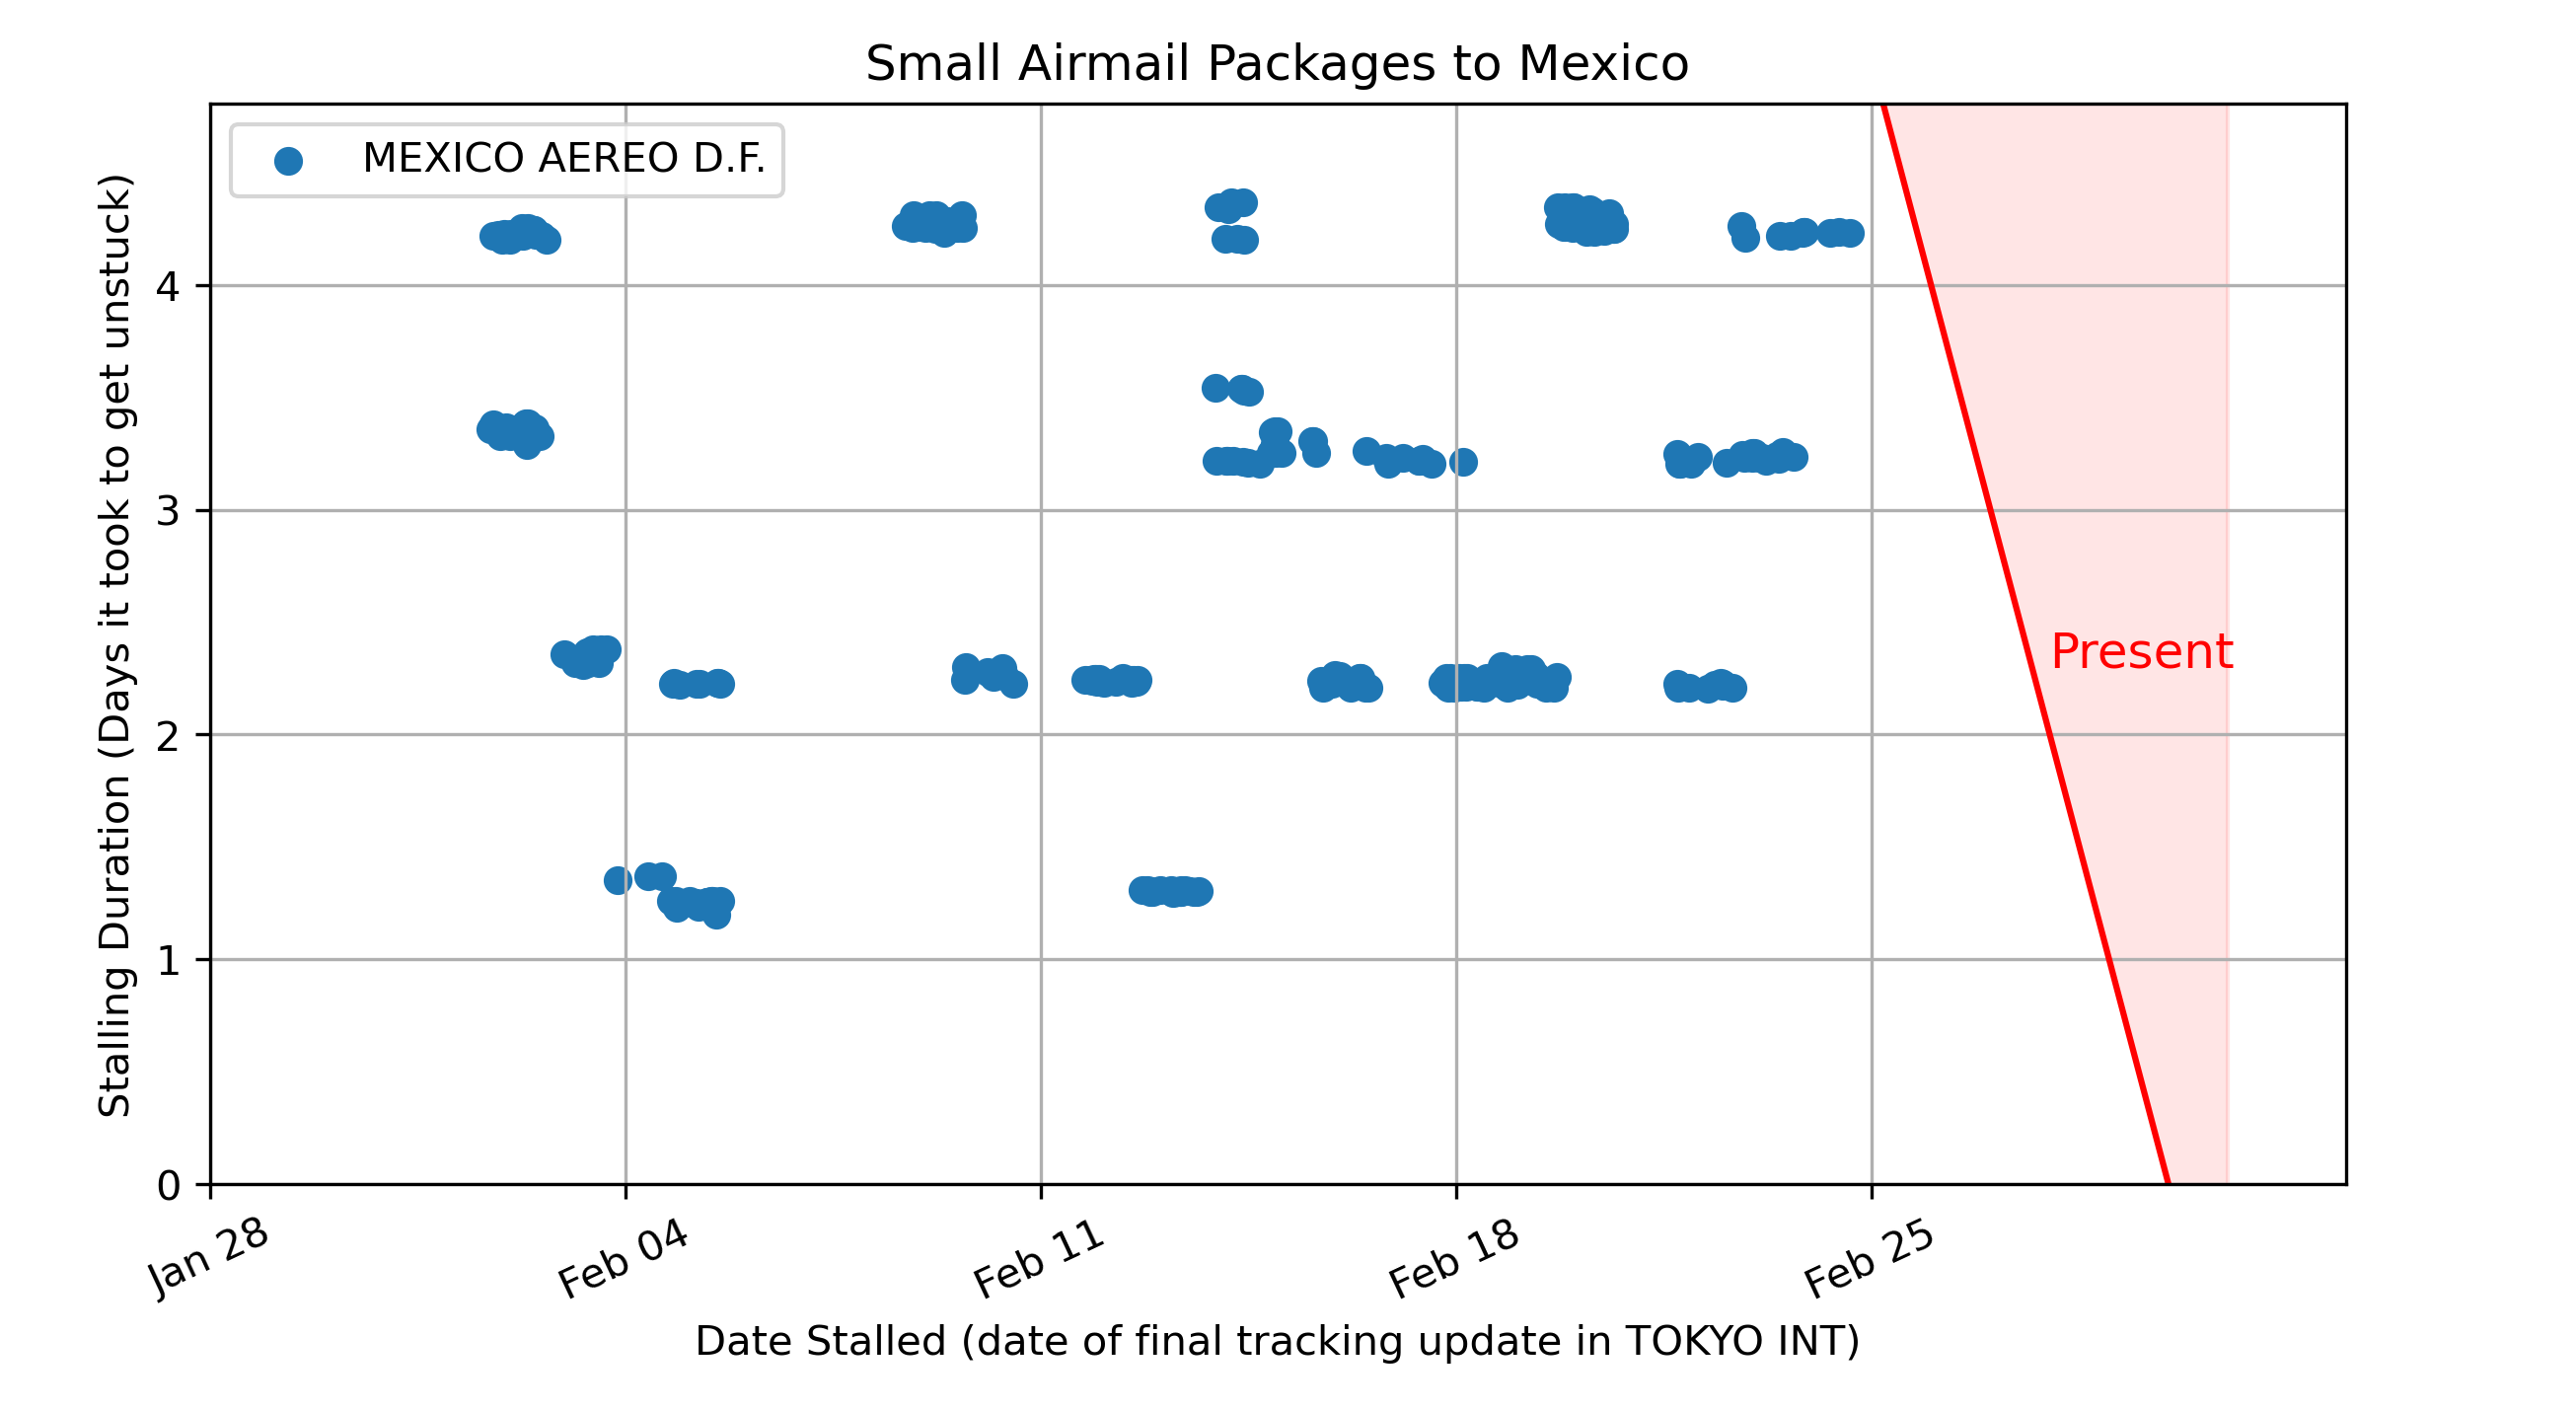 Small Airmail Packages to Mexico
MEXICO AEREO D.F.
Stalling Duration (Days it took to get unstuck)
4
3
2
1
0
Present
Jan 28
Feb 04
Feb 11
Feb 18
Feb 25
Date Stalled (date of final tracking update in TOKYO INT)